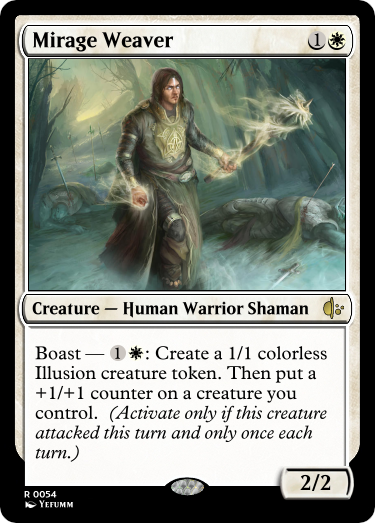 Mirage Weaver 1
Creature — Human Warrior Shaman
Boast — 1 : Create a 1/1 colorless
Illusion creature token. Then put a
+1/+1 counter on a creature you
control. (Activate only if this creature
attacked this turn and only once each
turn.)
2/2
R 0054
Yefumm